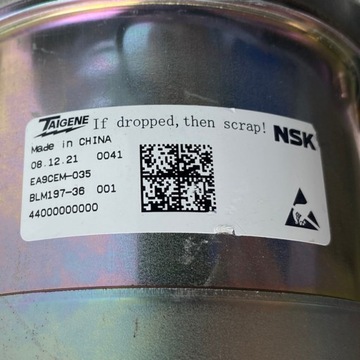 TAIGENE If dropped,then scrap! NSK
Made in CHINA
08.12.21 0041
EA9CEM-035
BLM197-36 001
44000000000